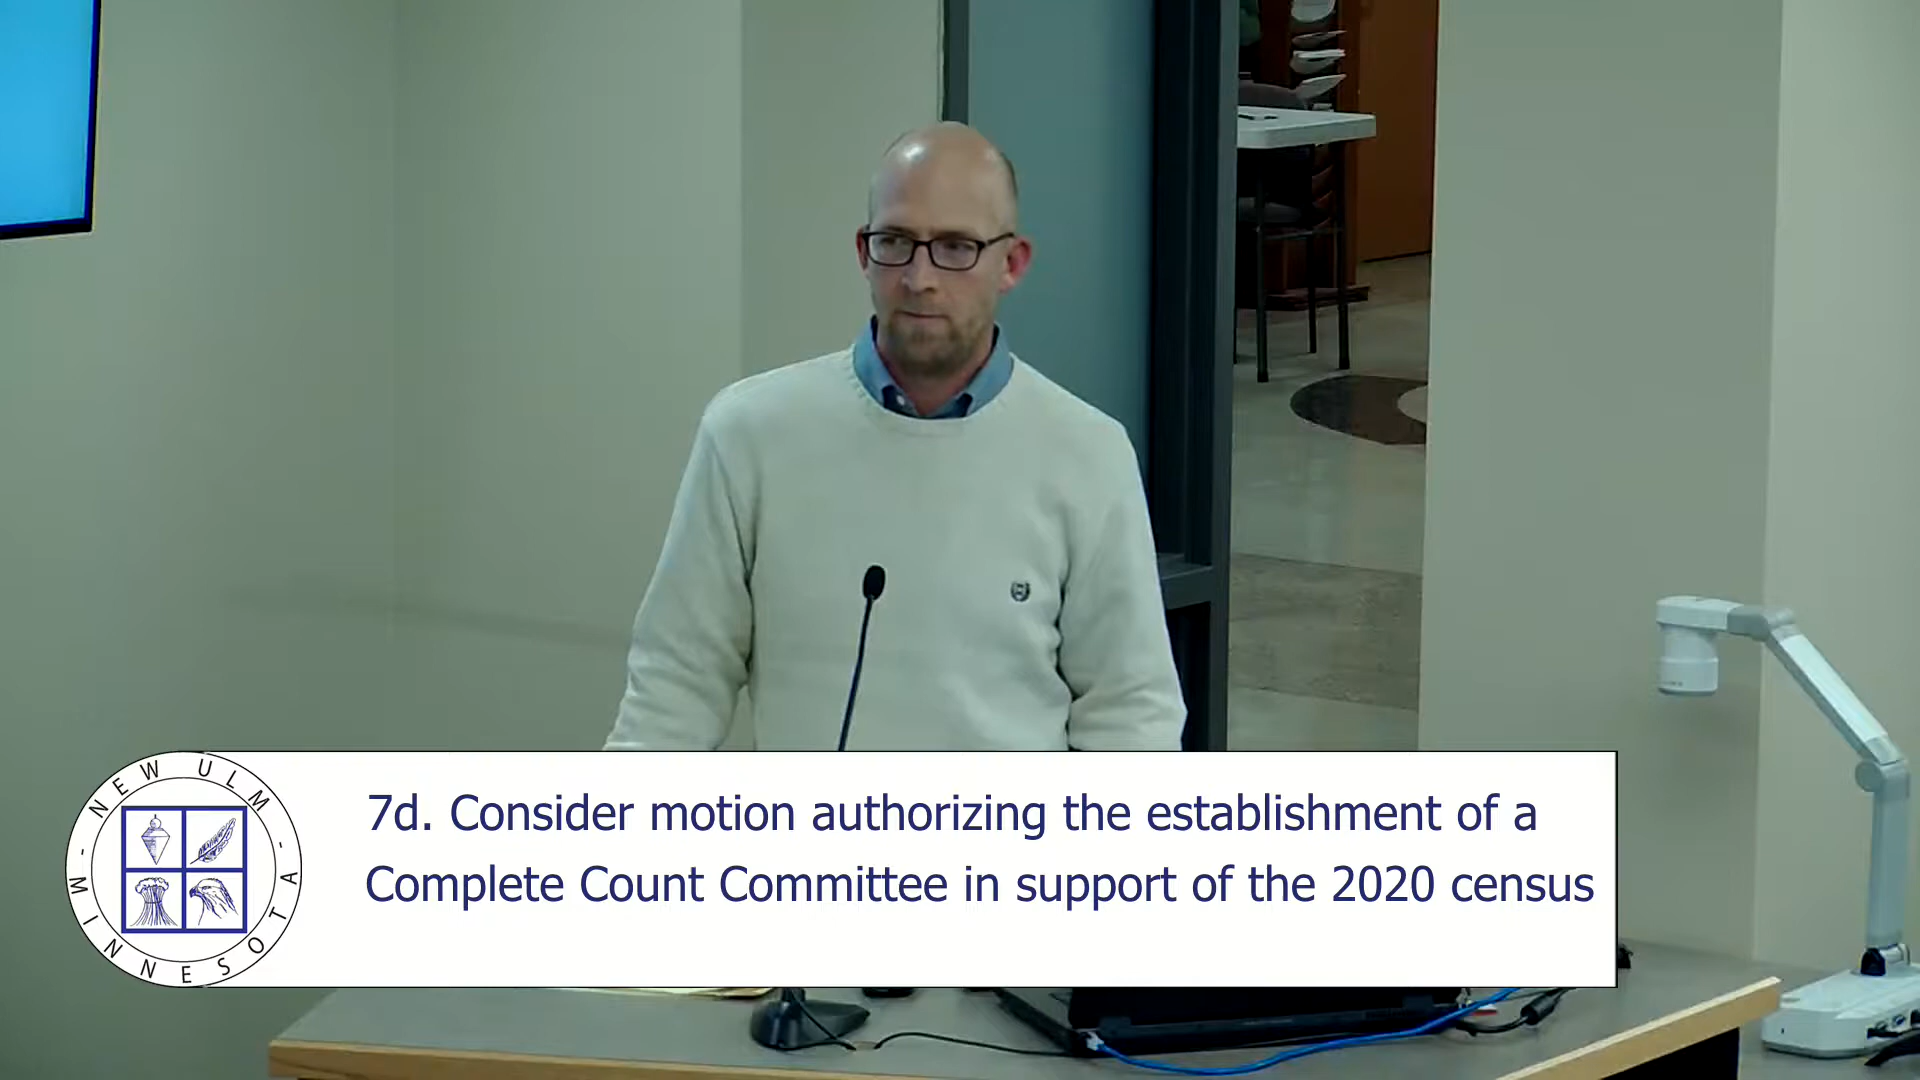 NEW ULM
- MINNESOTA -
7d. Consider motion authorizing the establishment of a
Complete Count Committee in support of the 2020 census